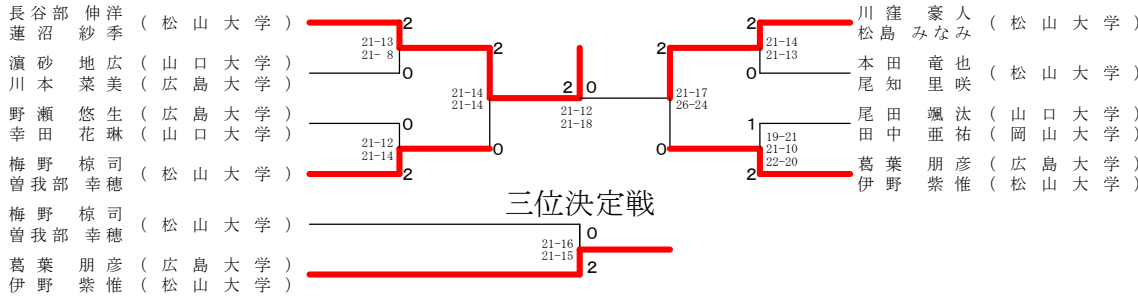 長谷部 伸洋
蓮沼 紗季
( 松山大学 )
濵砂 地広 ( 山口大学 )
川本 菜美 ( 広島大学 )
野瀬 悠生 ( 広島大学 )
幸田 花琳 ( 山口大学 )
梅野 椋司
曽我部 幸穂
( 松山大学 )
2
21-13
21- 8
0
0
21-12
21-14
2
2
21-14
21-14
0
2 0
21-12
21-18
2
21-17
26-24
0
2
21-14
21-13
0
1
19-21
21-10
22-20
2
川窪 豪人
松島 みなみ
( 松山大学 )
本田 竜也
尾知 里咲
( 松山大学 )
尾田 颯汰 ( 山口大学 )
田中 亜祐 ( 岡山大学 )
葛葉 朋彦 ( 広島大学 )
伊野 紫惟 ( 松山大学 )
三位決定戦
梅野 椋司
曽我部 幸穂
( 松山大学 )
葛葉 朋彦 ( 広島大学 )
伊野 紫惟 ( 松山大学 )
0
21-16
21-15
2